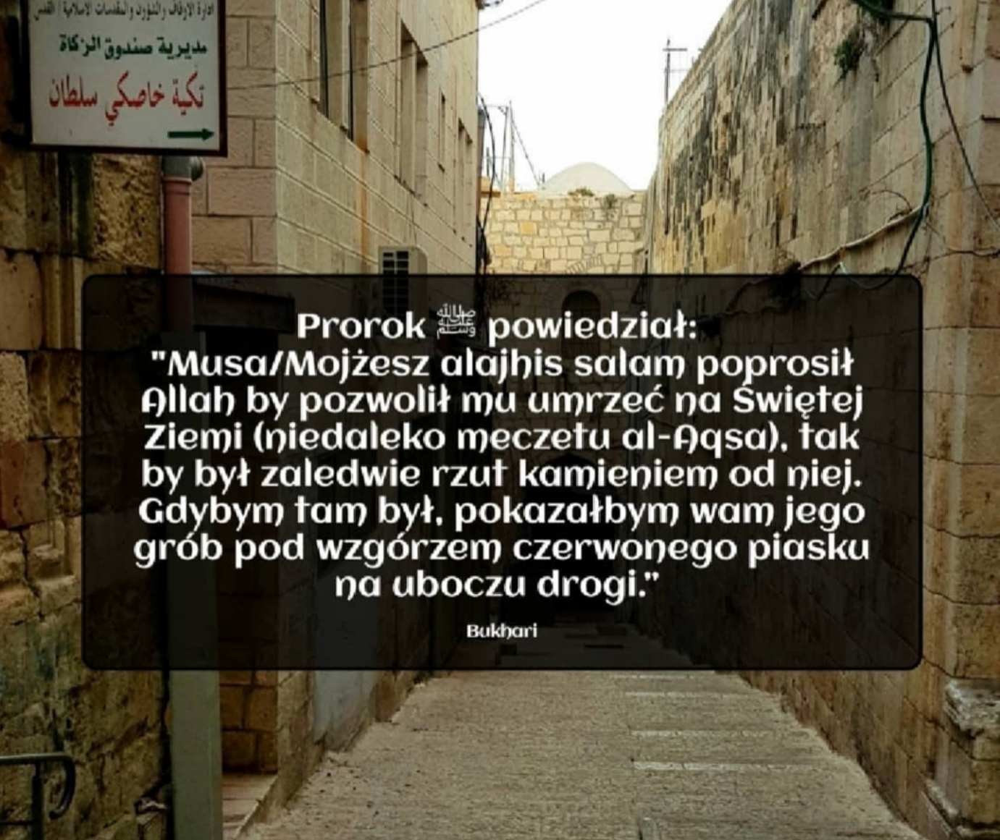 ادارة الاوقاف والشؤون والمقدسات الاسلامية / القدس
مديرية صندوق الزكاة
تكية خاصكي سلطان
Prorok ﷺ powiedział:
"Musa/Mojżesz alajhis salam poprosił
Allah by pozwolił mu umrzeć na Świętej
Ziemi (niedaleko meczetu al-Aqsa), tak
by był zaledwie rzut kamieniem od niej.
Gdybym tam był, pokazałbym wam jego
grób pod wzgórzem czerwonego piasku
na uboczu drogi."
Bukhari